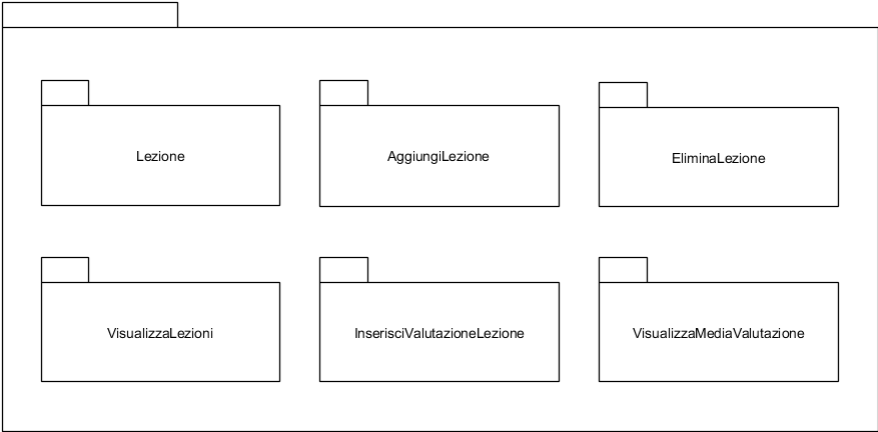 Lezione
AggiungiLezione
EliminaLezione
VisualizzaLezioni
InserisciValutazioneLezione
VisualizzaMediaValutazione